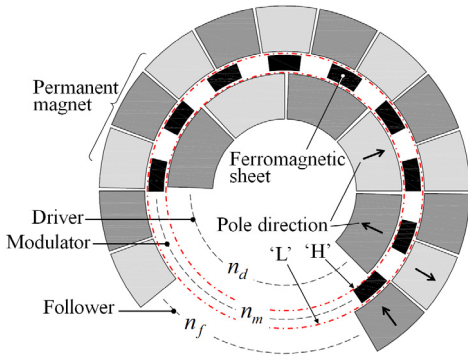 Permanent
magnet
Ferromagnetic
sheet
Driver
Pole direction
Modulator
'L' 'H'
n_d
Follower
n_m
n_f